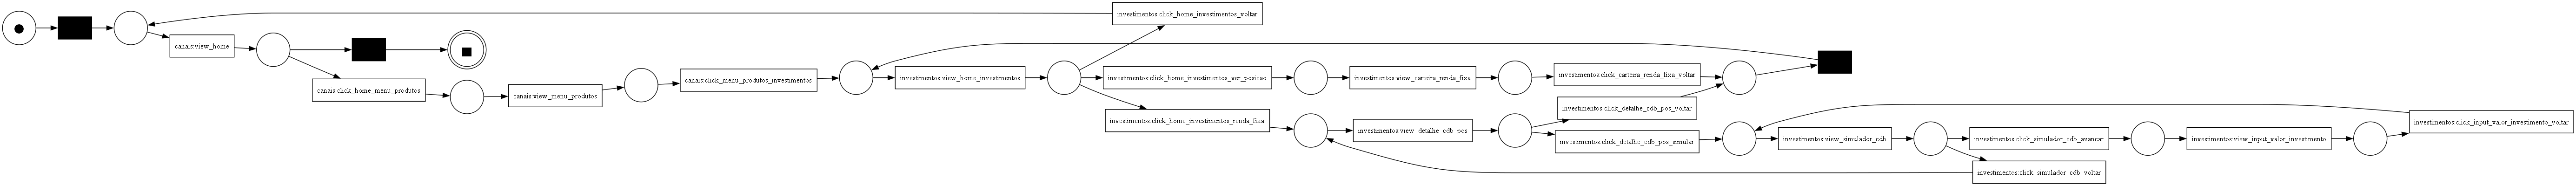 investimentos:click_home_investimentos_voltar
canais:view_home
canais:click_home_menu_produtos
canais:view_menu_produtos
canais:click_menu_produtos_investimentos
investimentos:view_home_investimentos
investimentos:click_home_investimentos_ver_posicao
investimentos:view_carteira_renda_fixa
investimentos:click_carteira_renda_fixa_voltar
investimentos:click_home_investimentos_renda_fixa
investimentos:view_detalhe_cdb_pos
investimentos:click_detalhe_cdb_pos_voltar
investimentos:click_detalhe_cdb_pos_simular
investimentos:view_simulador_cdb
investimentos:click_simulador_cdb_avancar
investimentos:view_input_valor_investimento
investimentos:click_input_valor_investimento_voltar
investimentos:click_simulador_cdb_voltar